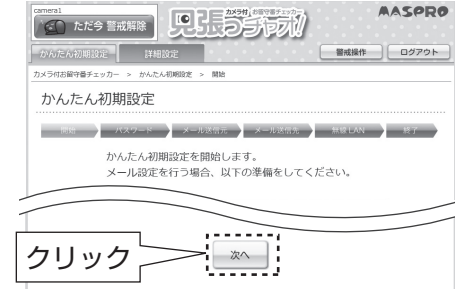 camera1
MASPRO
カメラ付 お留守番チェッカー
ただ今 警戒解除
見張っチャオ!
かんたん初期設定
詳細設定
警戒操作
ログアウト
カメラ付お留守番チェッカー > かんたん初期設定 > 開始
かんたん初期設定
開始
パスワード
メール送信元
メール送信先
無線 LAN
終了
かんたん初期設定を開始します。
メール設定を行う場合、以下の準備をしてください。
クリック
次へ